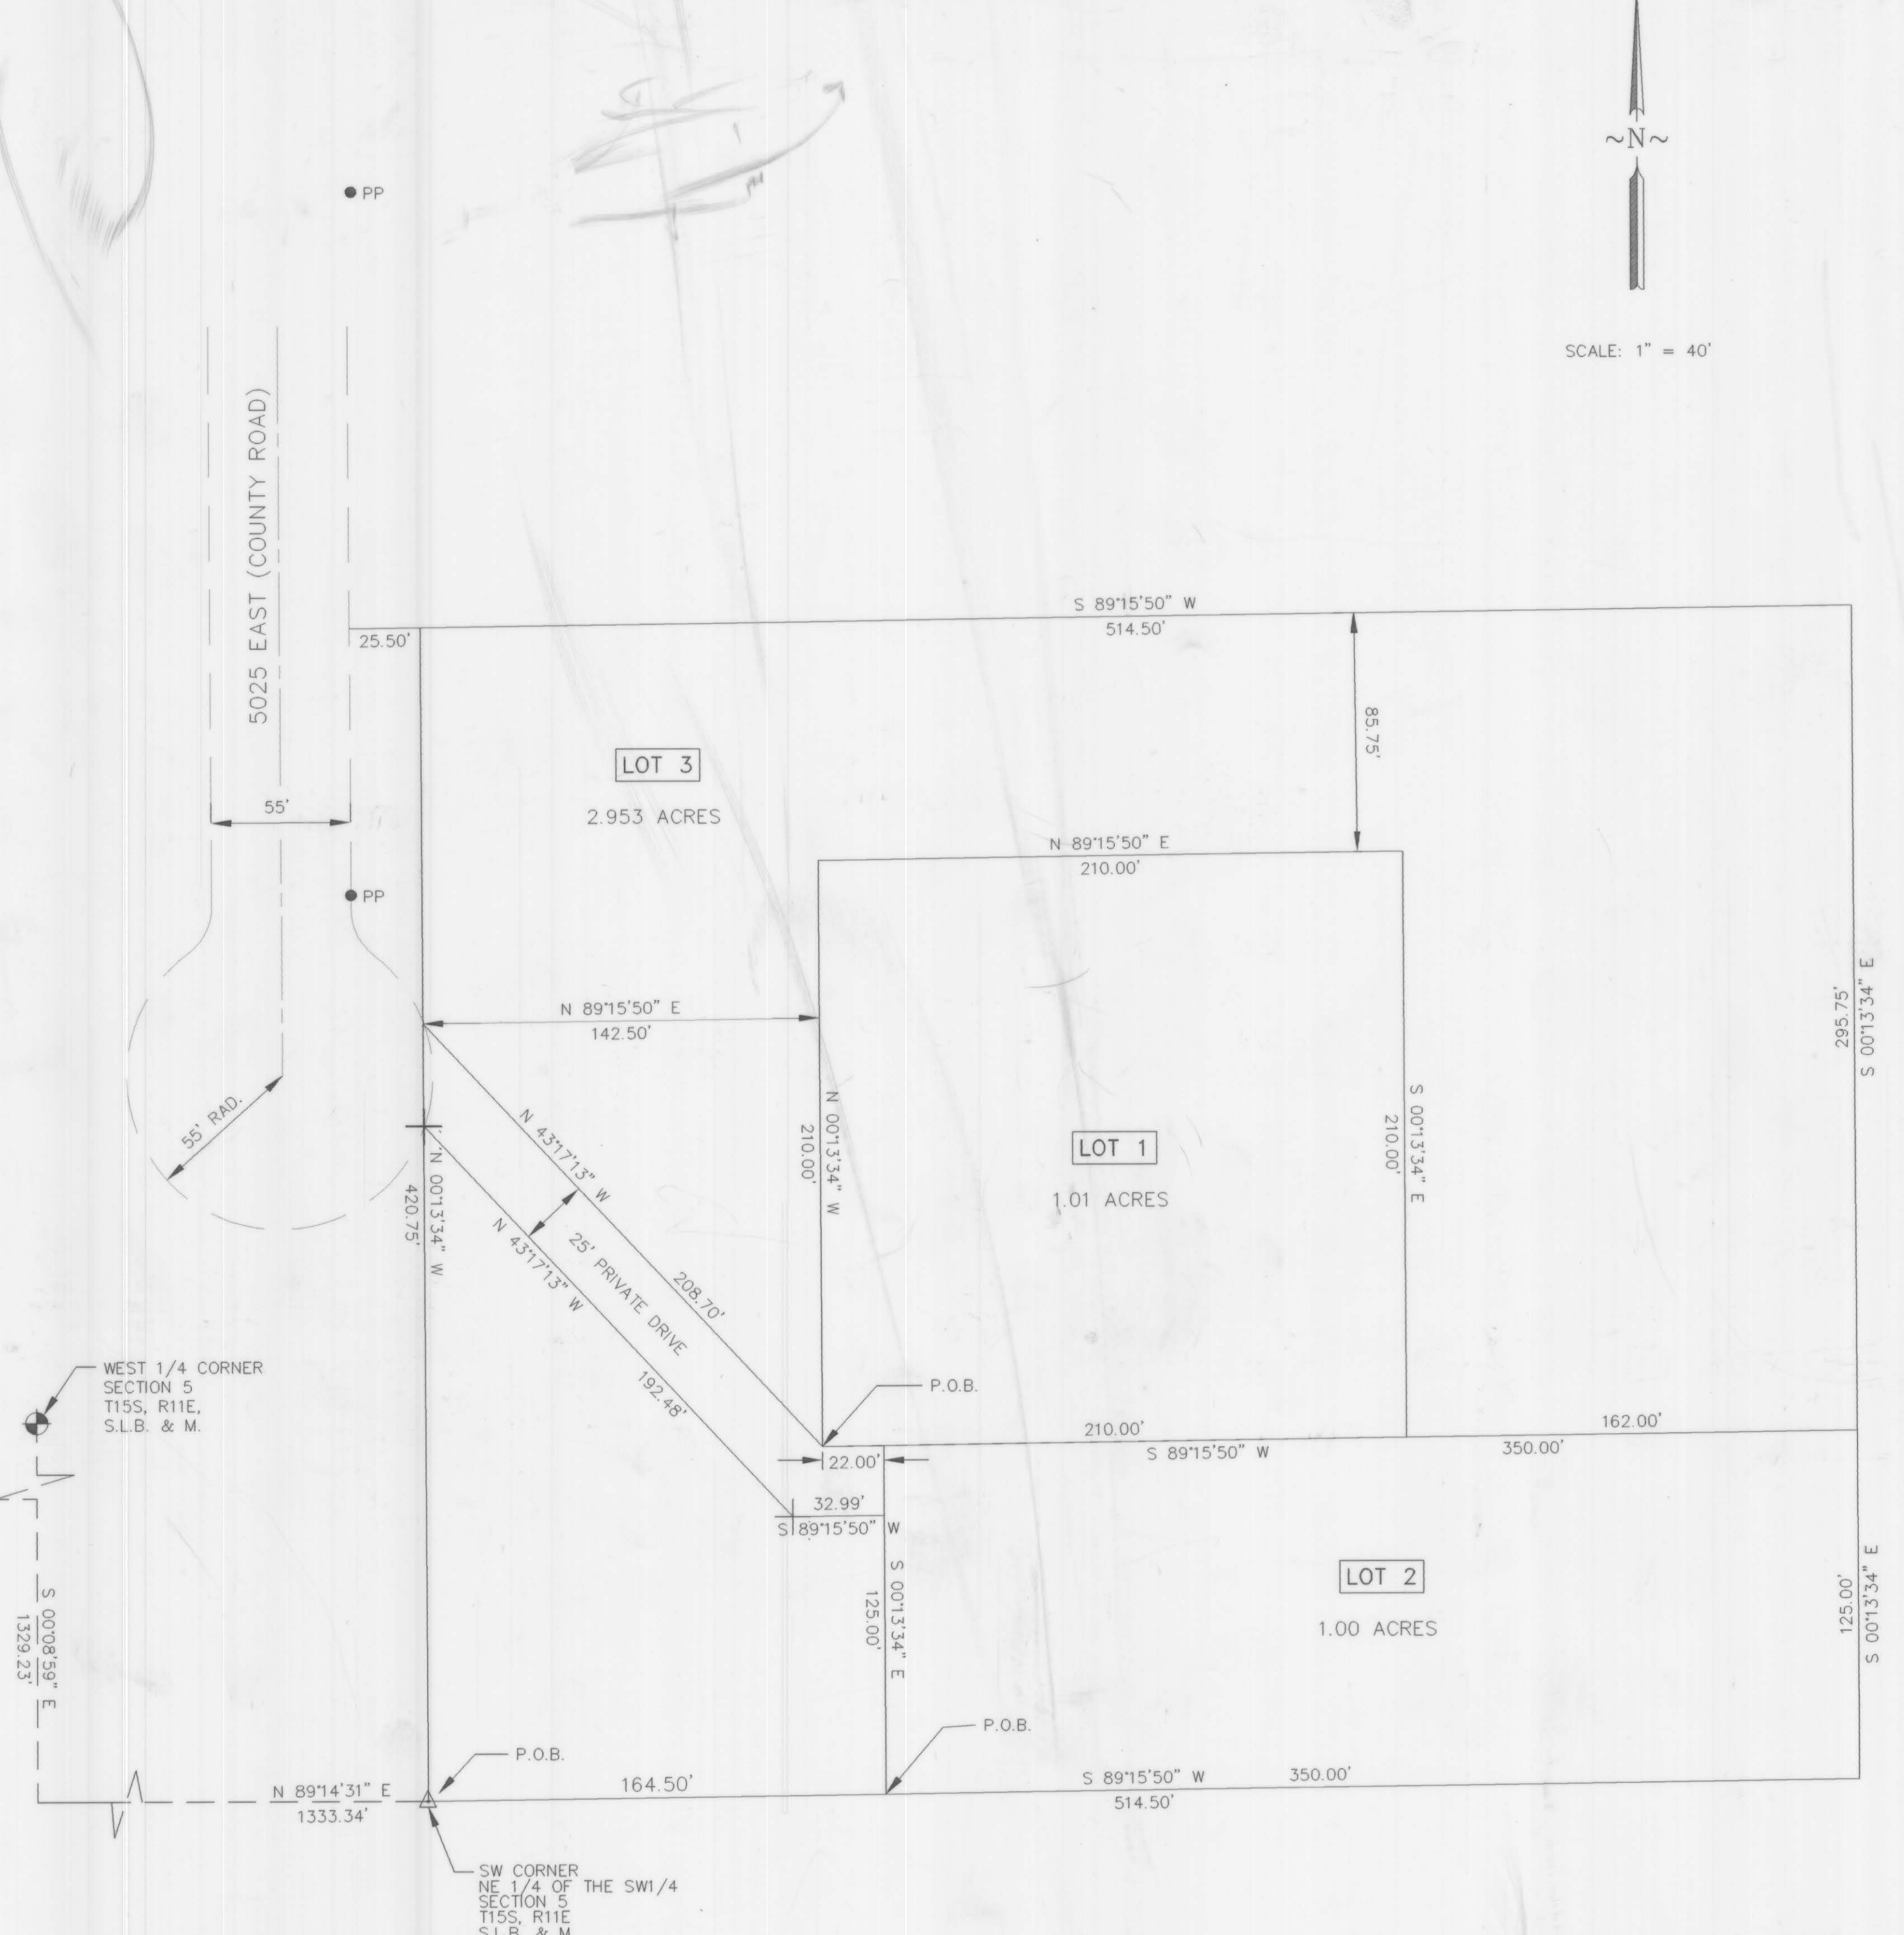 PP
~N~
SCALE: 1" = 40'
5025 EAST (COUNTY ROAD)
S 89°15'50" W
514.50'
25.50'
85.75'
LOT 3
2.953 ACRES
55'
N 89°15'50" E
210.00'
PP
N 89°15'50" E
142.50'
295.75'
S 00°13'34" E
55' RAD.
N 43°17'13" W
208.70'
N 00°13'34" W
210.00'
LOT 1
1.01 ACRES
S 00°13'34" E
210.00'
N 00°13'34" W
420.75'
N 43°17'13" W
192.48'
25' PRIVATE DRIVE
WEST 1/4 CORNER
SECTION 5
T15S, R11E,
S.L.B. & M.
P.O.B.
210.00'
S 89°15'50" W
162.00'
350.00'
22.00'
32.99'
S 89°15'50" W
S 00°13'34" E
125.00'
LOT 2
1.00 ACRES
125.00'
S 00°13'34" E
S 00°08'59" E
1329.23'
P.O.B.
P.O.B.
N 89°14'31" E
1333.34'
164.50'
S 89°15'50" W
350.00'
514.50'
SW CORNER
NE 1/4 OF THE SW1/4
SECTION 5
T15S, R11E
S.L.B. & M.